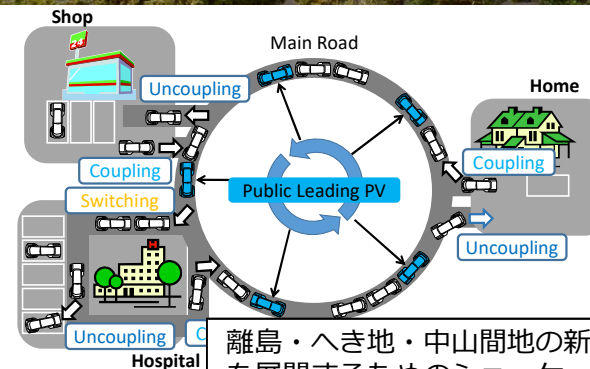 Shop
Main Road
Uncoupling
Home
Coupling
Coupling
Public Leading PV
Switching
Uncoupling
Uncoupling
Hospital
離島・へき地・中山間地の新